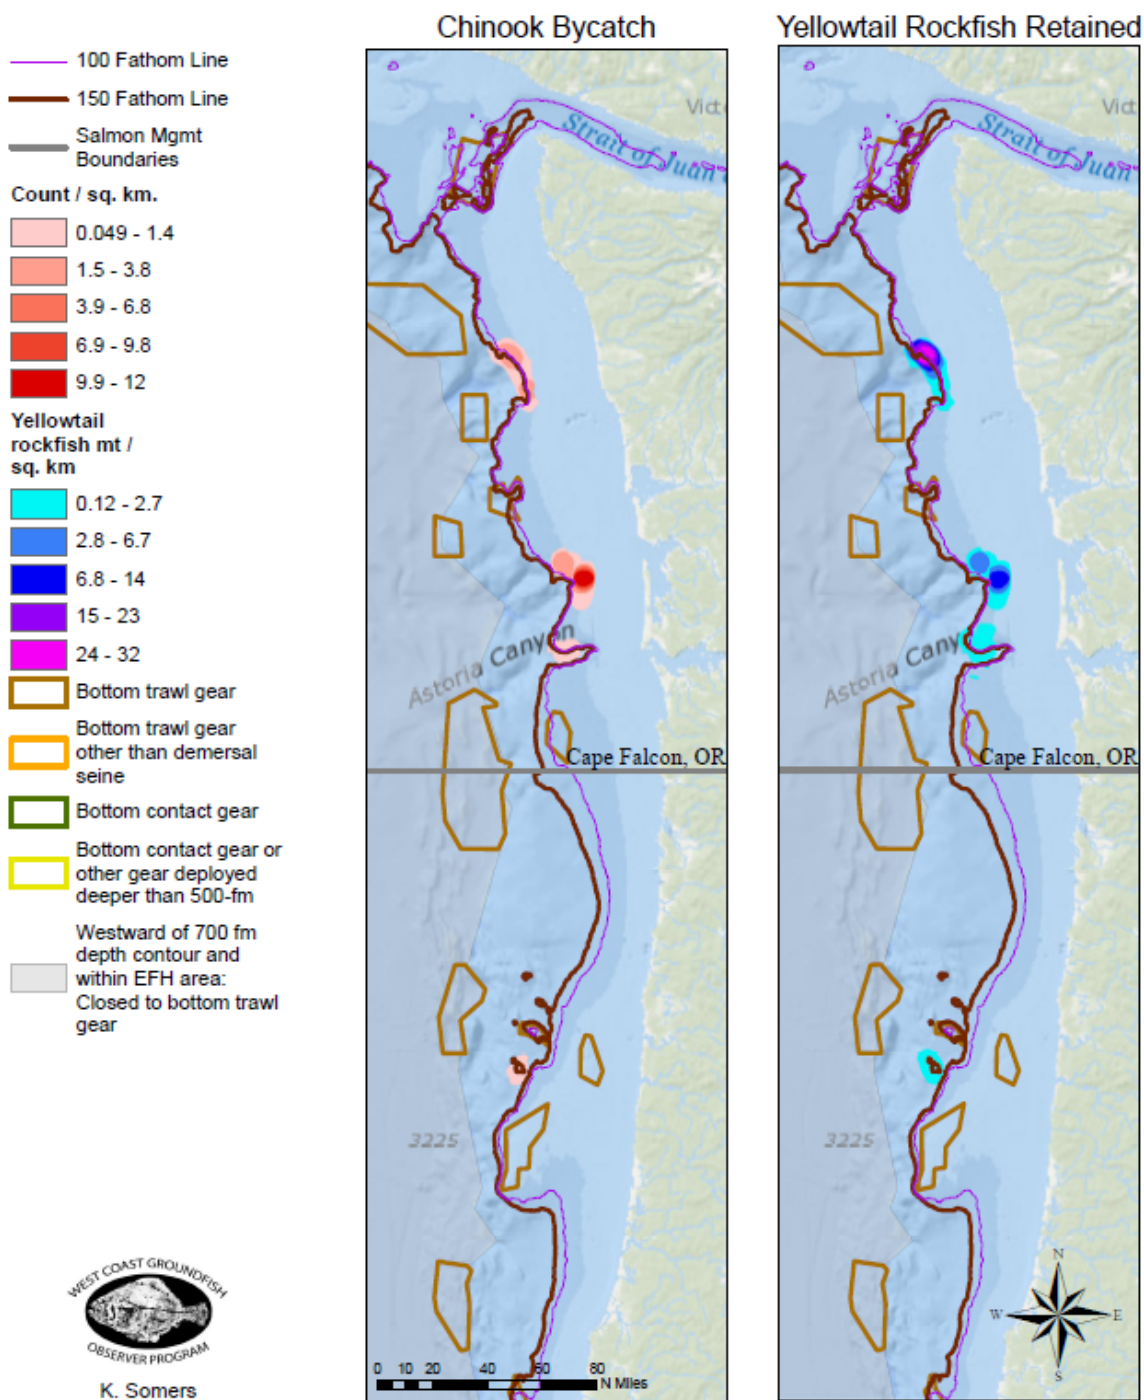 Chinook Bycatch
Yellowtail Rockfish Retained
100 Fathom Line
150 Fathom Line
Salmon Mgmt
Boundaries
Count / sq. km.
0.049 - 1.4
1.5 - 3.8
3.9 - 6.8
6.9 - 9.8
9.9 - 12
Yellowtail
rockfish mt /
sq. km
0.12 - 2.7
2.8 - 6.7
6.8 - 14
15 - 23
24 - 32
Bottom trawl gear
Bottom trawl gear
other than demersal
seine
Bottom contact gear
Bottom contact gear or
other gear deployed
deeper than 500-fm
Westward of 700 fm
depth contour and
within EFH area:
Closed to bottom trawl
gear
WEST COAST GROUNDFISH
OBSERVER PROGRAM
K. Somers
Vict
Strait of Juan
Astoria Canyon
Cape Falcon, OR
3225
0 10 20 40 60 80
N Miles
Vict
Strait of Juan
Astoria Cany
Cape Falcon, OR
3225
N
W
E
S